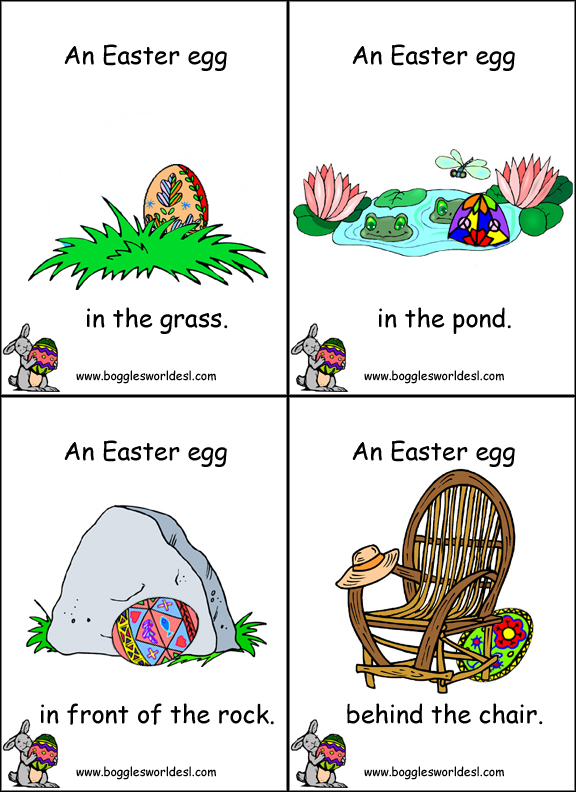 An Easter egg
in the grass.
www.bogglesworldesl.com
An Easter egg
in the pond.
www.bogglesworldesl.com
An Easter egg
in front of the rock.
www.bogglesworldesl.com
An Easter egg
behind the chair.
www.bogglesworldesl.com